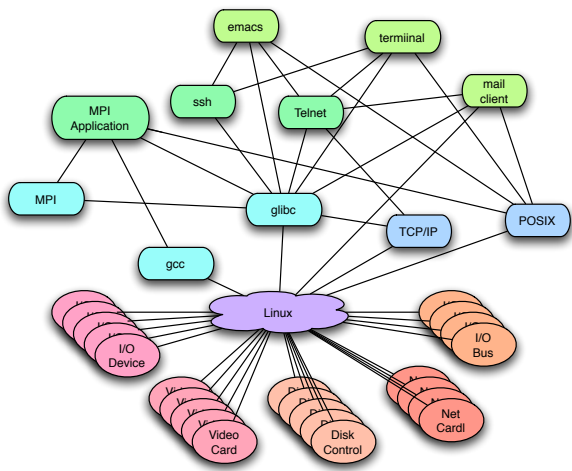 emacs
termiinal
mail
client
ssh
Telnet
MPI
Application
MPI
glibc
TCP/IP
POSIX
gcc
Linux
I/O
Device
I/O
Bus
Video
Card
Disk
Control
Net
Cardl